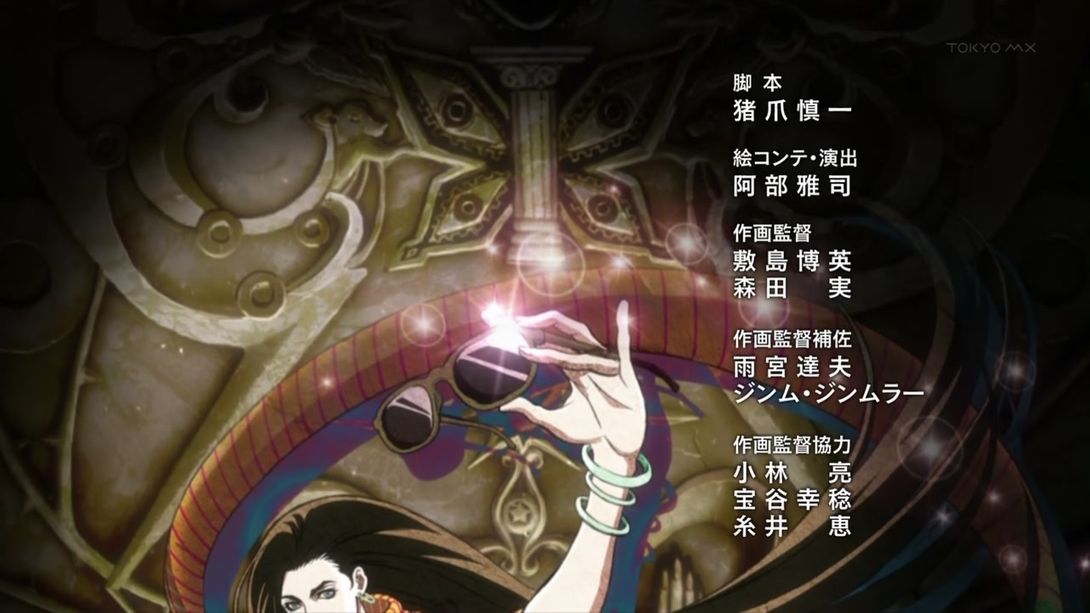 TOKYO MX
脚本
猪爪慎一
絵コンテ・演出
阿部雅司
作画監督
敷島博英
森田 実
作画監督補佐
雨宮達夫
ジンム・ジンムラー
作画監督協力
小林 亮
宝谷幸稔
糸井 恵